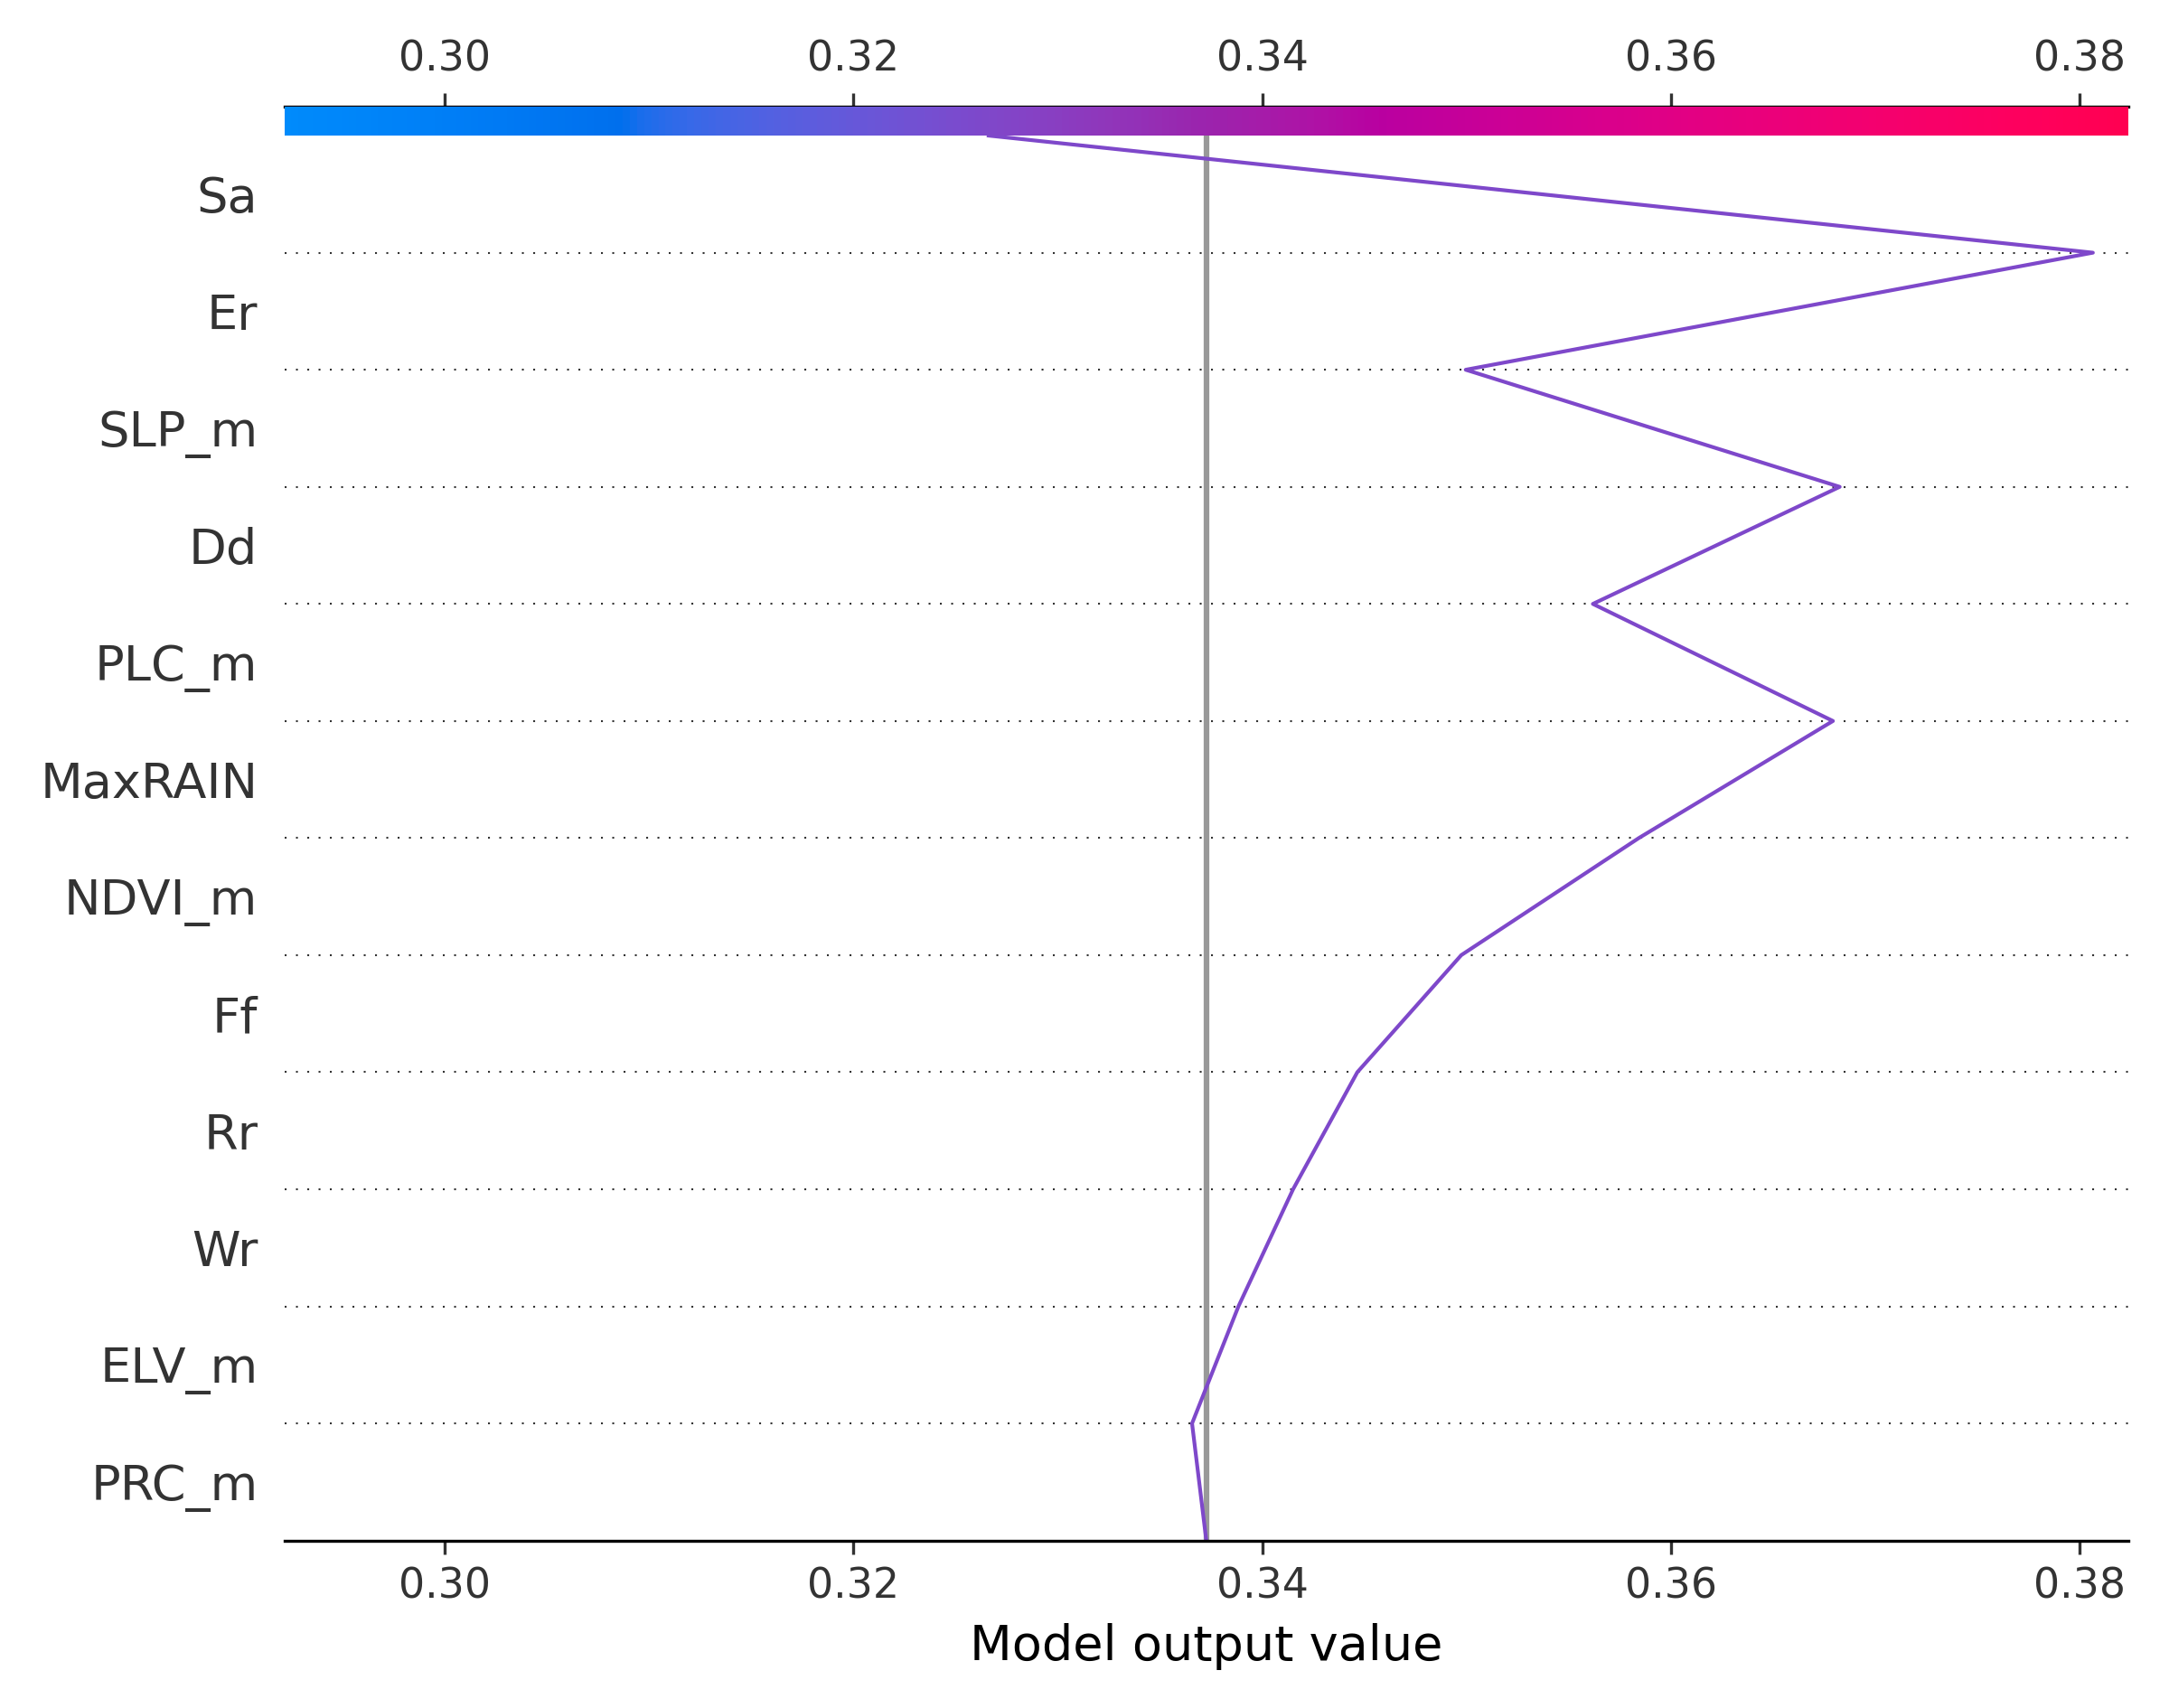 0.30 0.32 0.34 0.36 0.38
Sa
Er
SLP_m
Dd
PLC_m
MaxRAIN
NDVI_m
Ff
Rr
Wr
ELV_m
PRC_m
0.30 0.32 0.34 0.36 0.38
Model output value